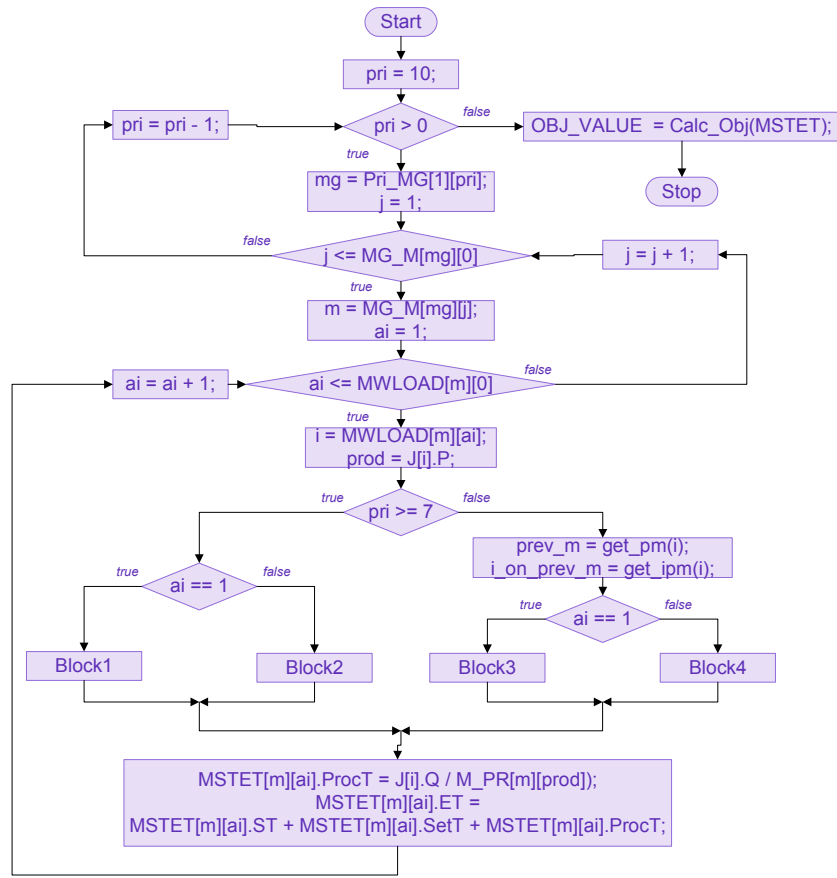 Start
pri = 10;
pri = pri - 1;
pri > 0
false
OBJ_VALUE  = Calc_Obj(MSTET);
true
Stop
mg = Pri_MG[1][pri];
j = 1;
false
j <= MG_M[mg][0]
j = j + 1;
true
m = MG_M[mg][j];
ai = 1;
ai = ai + 1;
ai <= MWLOAD[m][0]
false
true
i = MWLOAD[m][ai];
prod = J[i].P;
true
pri >= 7
false
prev_m = get_pm(i);
i_on_prev_m = get_ipm(i);
true
ai == 1
false
true
ai == 1
false
Block1
Block2
Block3
Block4
MSTET[m][ai].ProcT = J[i].Q / M_PR[m][prod]);
MSTET[m][ai].ET =
MSTET[m][ai].ST + MSTET[m][ai].SetT + MSTET[m][ai].ProcT;